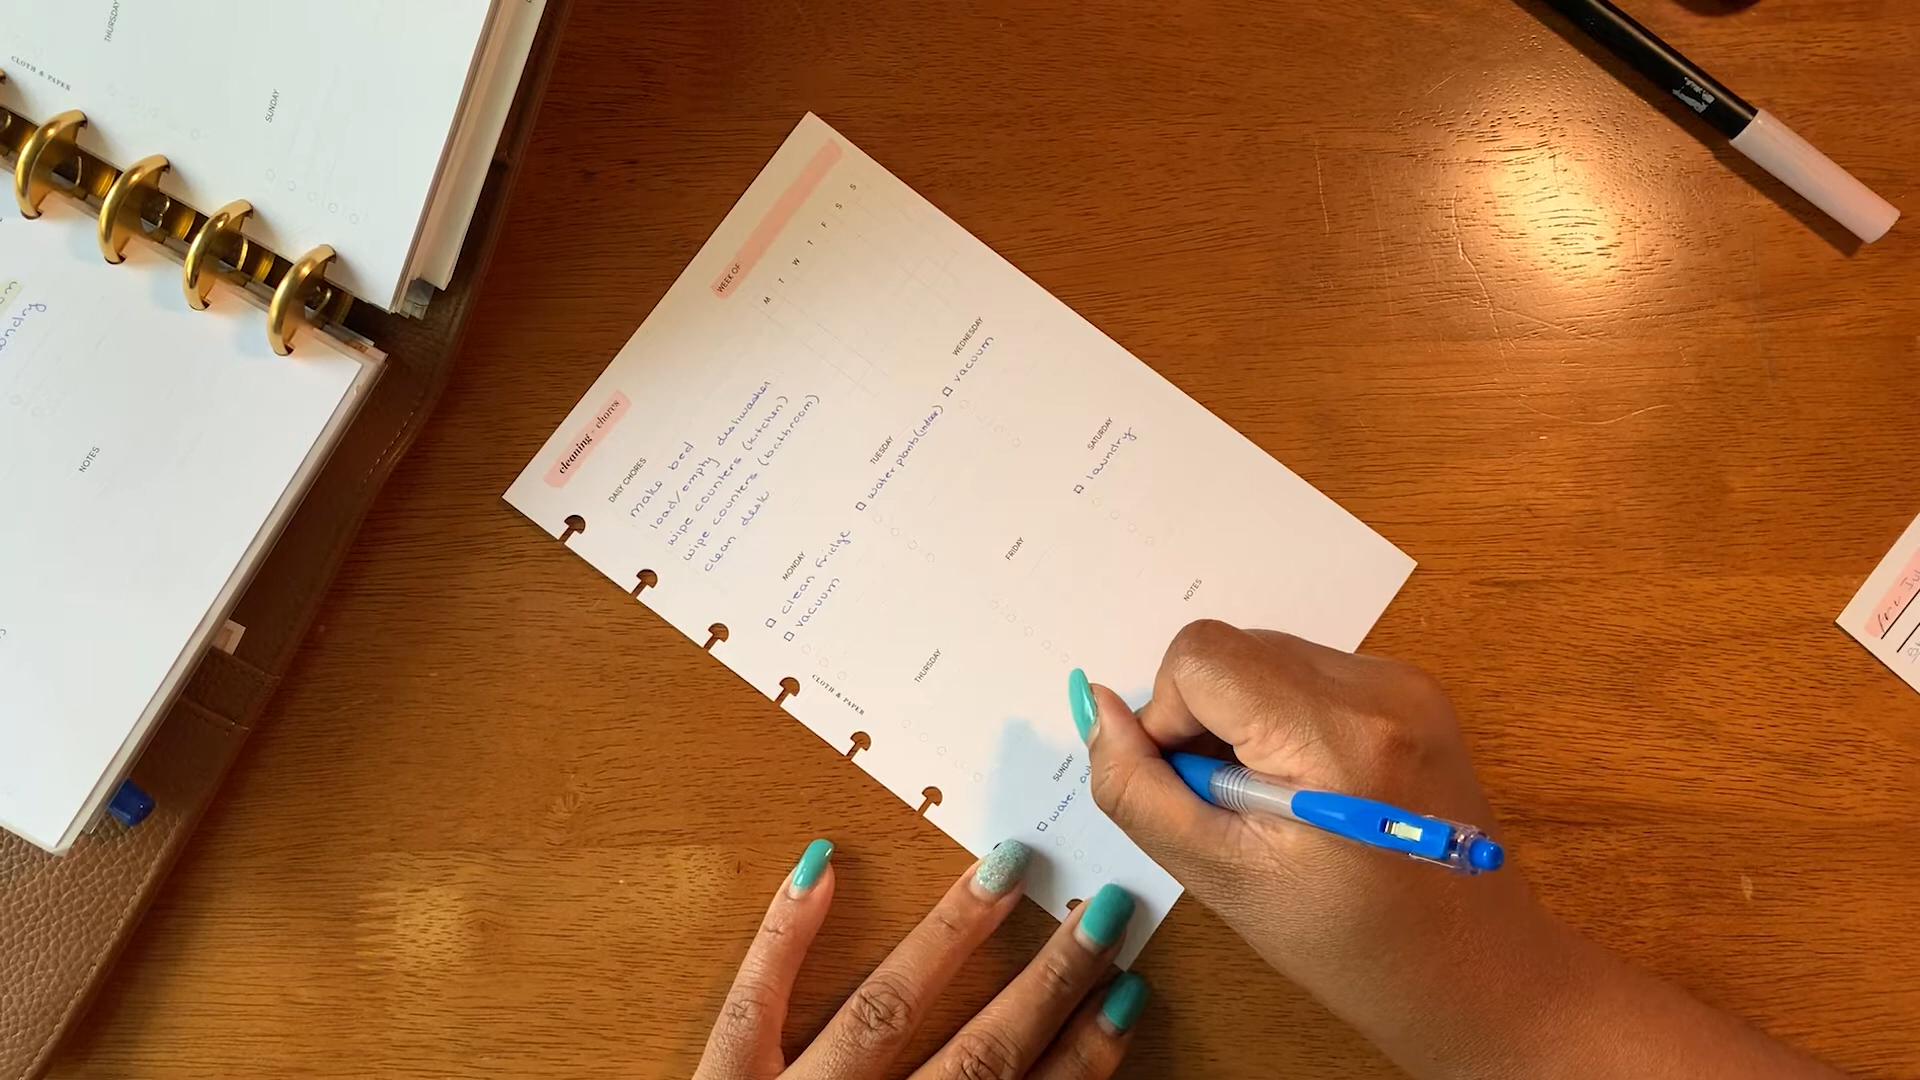 THURSDAY
CLOTH & PAPER
SUNDAY
laundry
NOTES
cleaning + chores
WEEK OF
M T W T F S S
DAILY CHORES
make bed
load/empty dishwasher
wipe counters (kitchen)
wipe counters (bathroom)
clean desk
MONDAY
clean fridge
vacuum
TUESDAY
water plants (indoor)
WEDNESDAY
vacuum
THURSDAY
FRIDAY
SATURDAY
laundry
SUNDAY
water
NOTES
CLOTH & PAPER